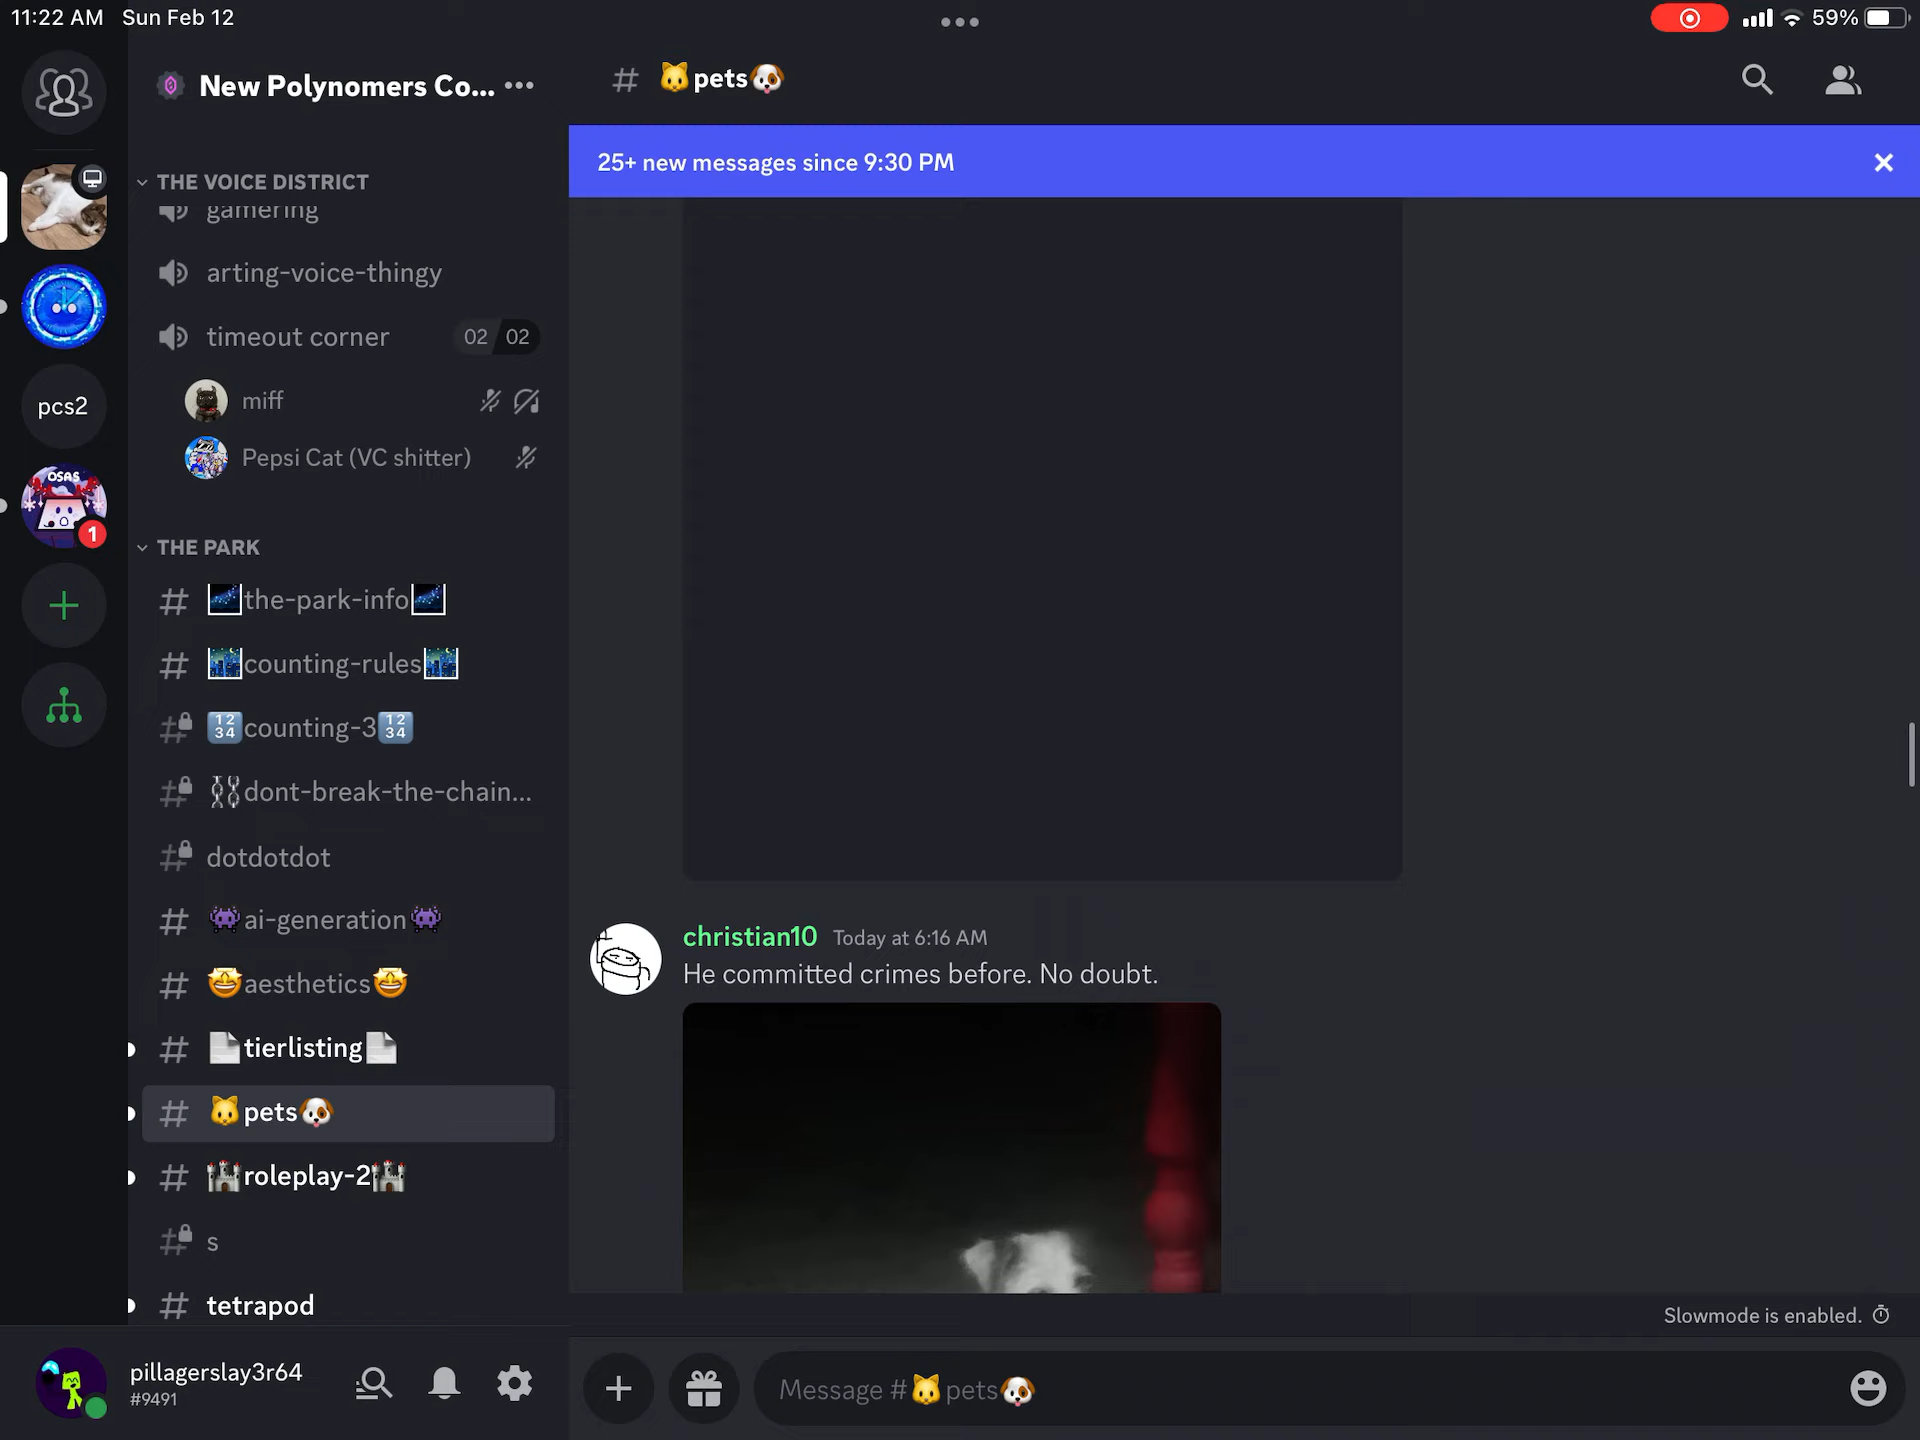 11:22 AM Sun Feb 12
59%
New Polynomers Co...
THE VOICE DISTRICT
gamering
arting-voice-thingy
timeout corner 02 02
miff
Pepsi Cat (VC shitter)
pcs2
OSAS
1
THE PARK
the-park-info
counting-rules
counting-3
dont-break-the-chain...
dotdotdot
ai-generation
aesthetics
tierlisting
pets
roleplay-2
s
tetrapod
pillagerslay3r64
#9491
pets
25+ new messages since 9:30 PM
christian10 Today at 6:16 AM
He committed crimes before. No doubt.
Slowmode is enabled.
Message #🐱pets🐶